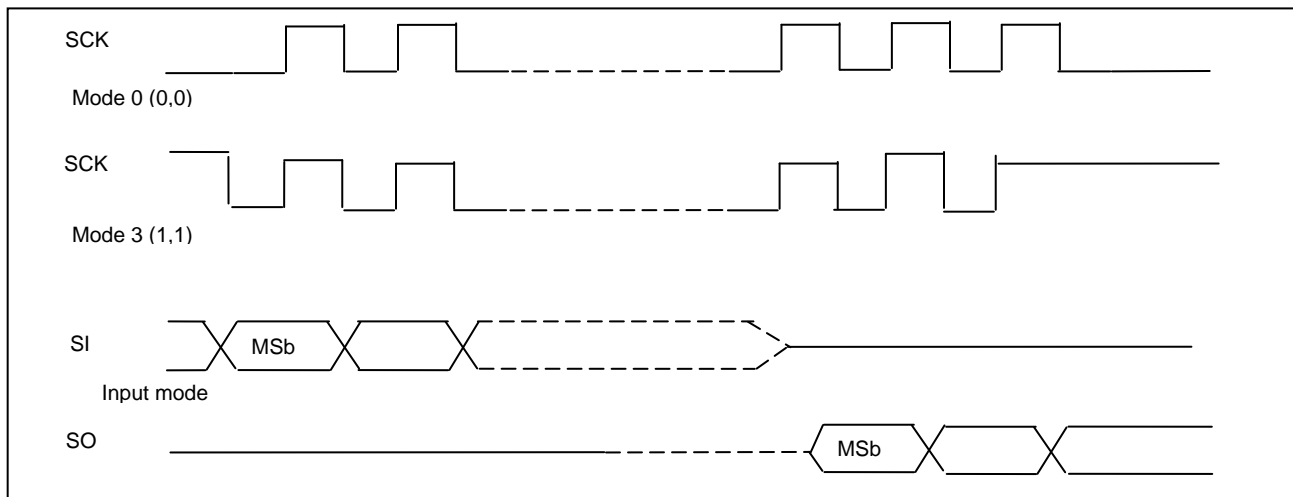 SCK
Mode 0 (0,0)
SCK
Mode 3 (1,1)
SI
MSb
Input mode
SO
MSb